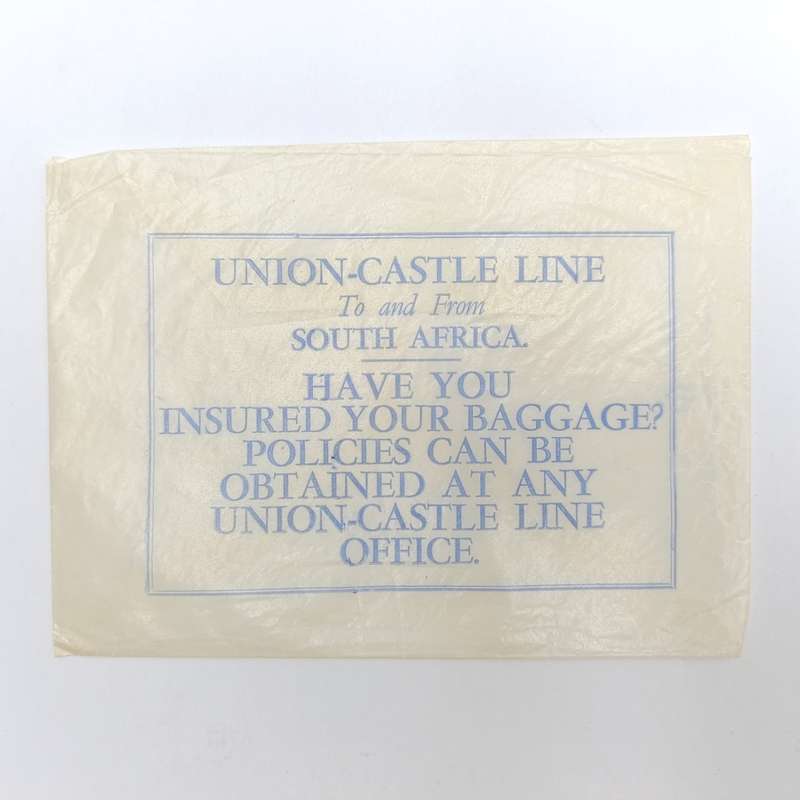 UNION-CASTLE LINE
To and From
SOUTH AFRICA.
HAVE YOU
INSURED YOUR BAGGAGE?
POLICIES CAN BE
OBTAINED AT ANY
UNION-CASTLE LINE
OFFICE.